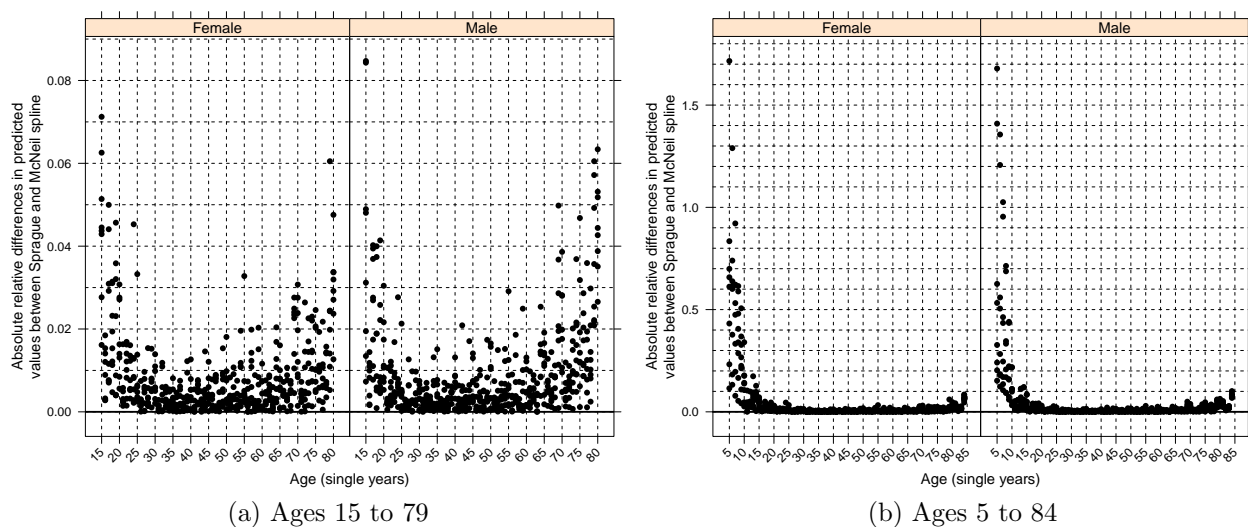 Female
Male
Absolute relative differences in predicted
values between Sprague and McNeil spline
0.08
0.06
0.04
0.02
0.00
15 20 25 30 35 40 45 50 55 60 65 70 75 80
15 20 25 30 35 40 45 50 55 60 65 70 75 80
Age (single years)
(a) Ages 15 to 79
Female
Male
Absolute relative differences in predicted
values between Sprague and McNeil spline
1.5
1.0
0.5
0.0
5 10 15 20 25 30 35 40 45 50 55 60 65 70 75 80 85
5 10 15 20 25 30 35 40 45 50 55 60 65 70 75 80 85
Age (single years)
(b) Ages 5 to 84